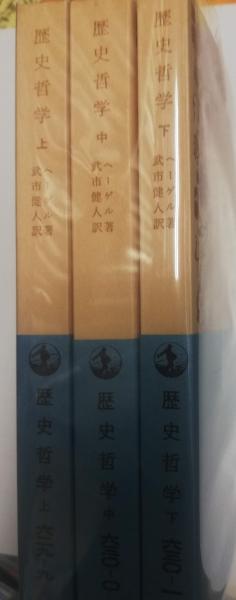 歴史哲学 上
ヘーゲル著
武市健人訳
歴史哲学 上
歴史哲学 中
ヘーゲル著
武市健人訳
歴史哲学 中
歴史哲学 下
ヘーゲル著
武市健人訳
歴史哲学 下